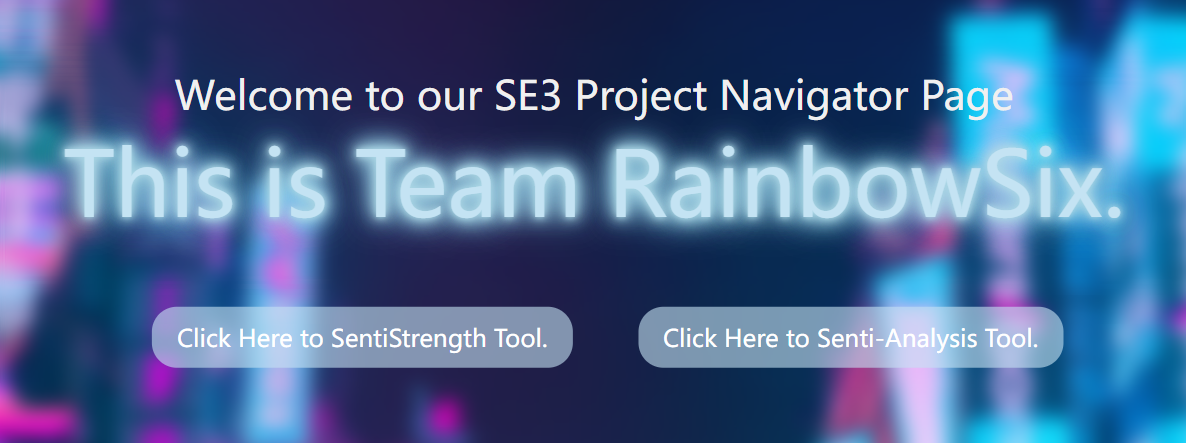 Welcome to our SE3 Project Navigator Page
This is Team RainbowSix.
Click Here to SentiStrength Tool.
Click Here to Senti-Analysis Tool.